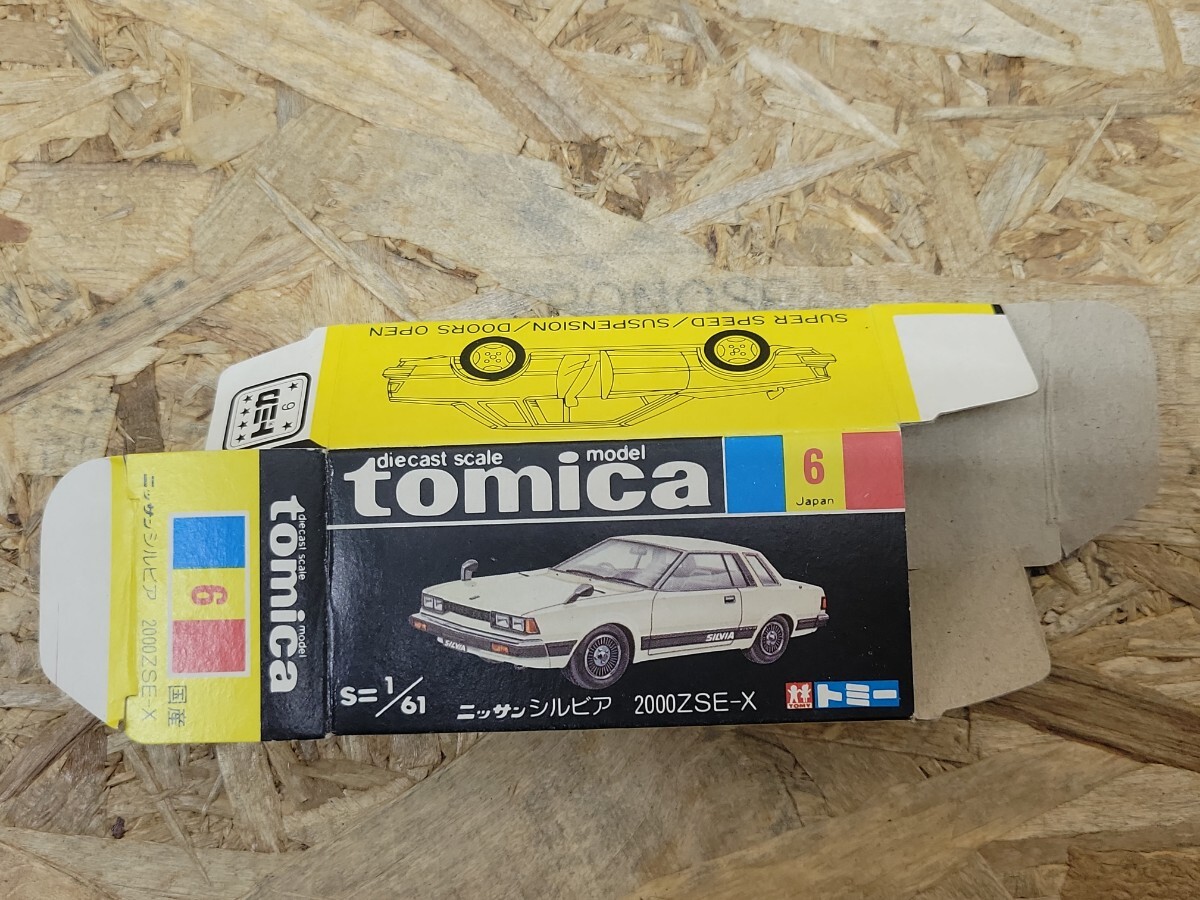 SUPER SPEED/SUSPENSION/DOORS OPEN
diecast scale model
tomica
6
Japan
SILVIA
SILVIA
S=1/61
ニッサン シルビア 2000ZSE-X
TOMY
トミー
diecast scale model
tomica
6
ニッサン シルビア 2000ZSE-X
国産
6